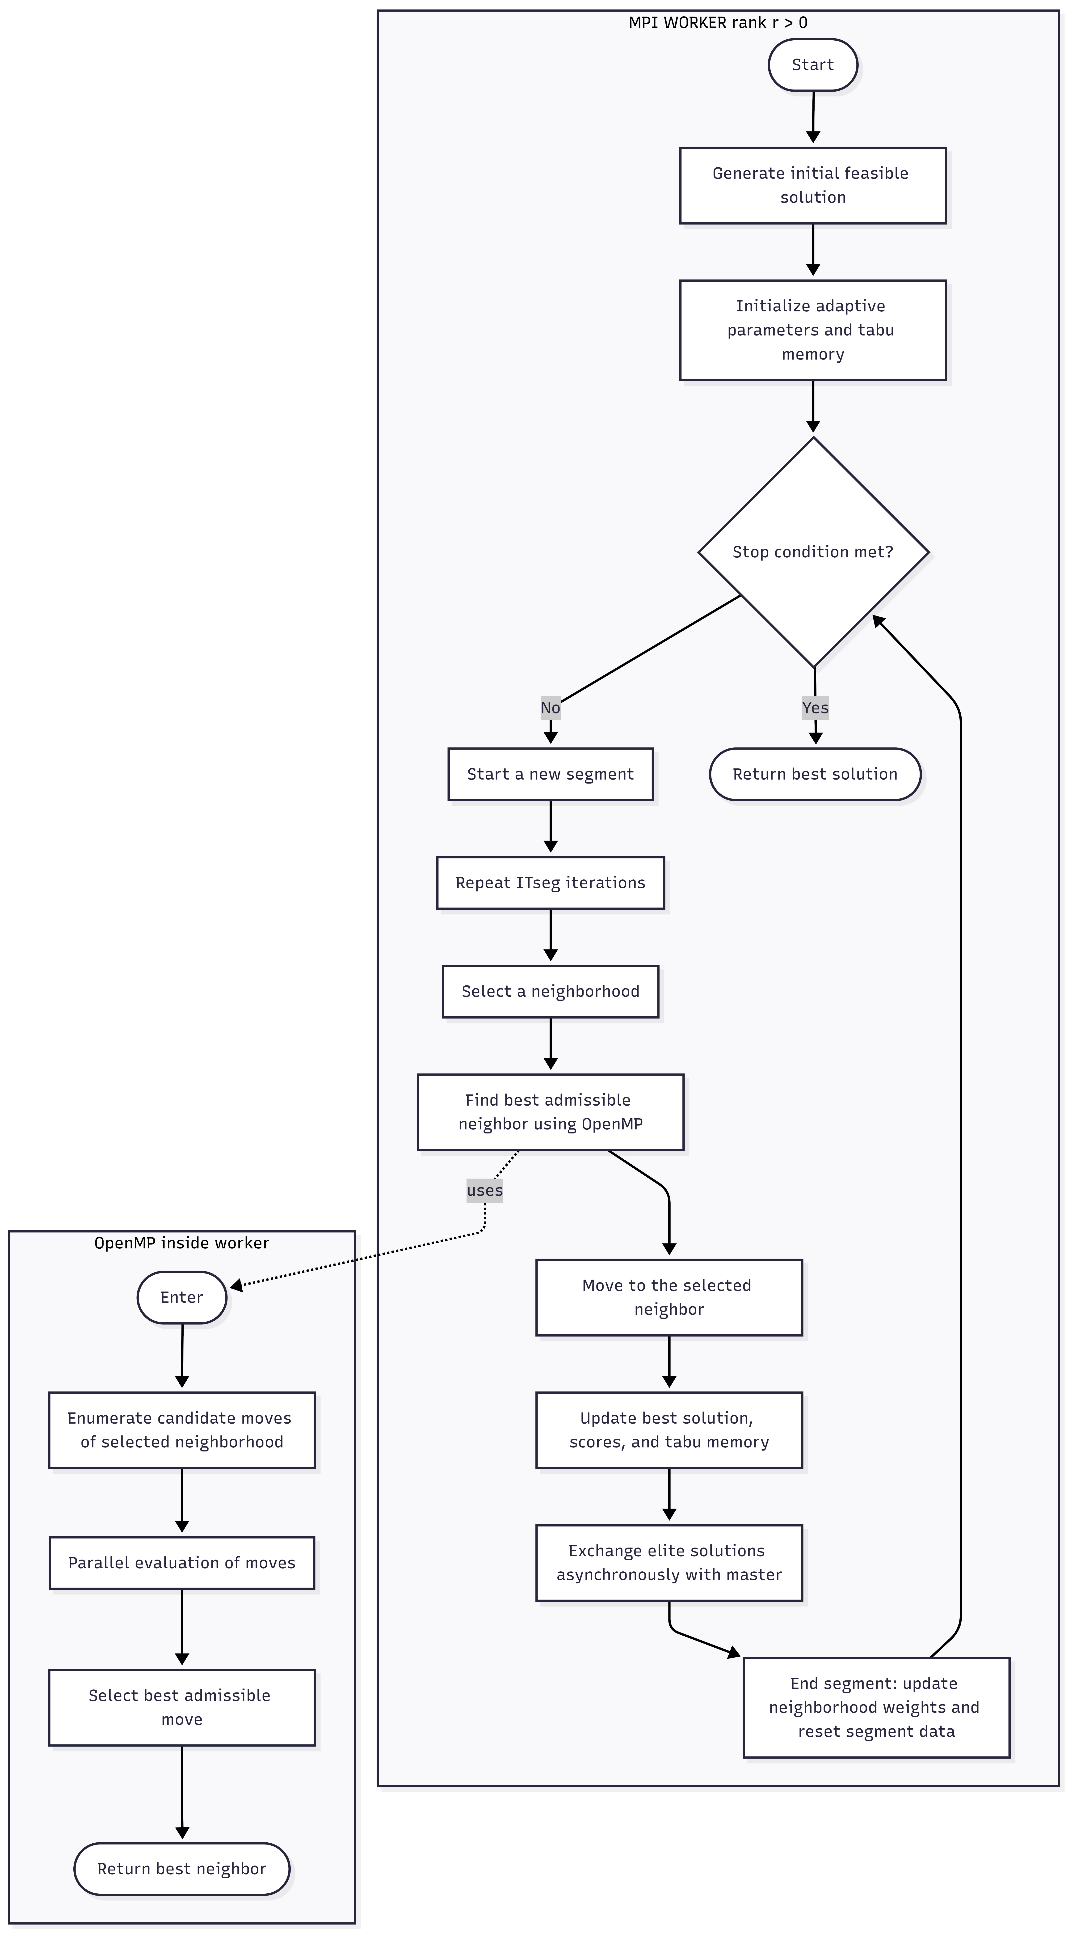 MPI WORKER rank r > 0
Start
Generate initial feasible
solution
Initialize adaptive
parameters and tabu
memory
Stop condition met?
No
Yes
Start a new segment
Return best solution
Repeat ITseg iterations
Select a neighborhood
Find best admissible
neighbor using OpenMP
uses
OpenMP inside worker
Enter
Move to the selected
neighbor
Enumerate candidate moves
of selected neighborhood
Update best solution,
scores, and tabu memory
Parallel evaluation of moves
Exchange elite solutions
asynchronously with master
Select best admissible
move
End segment: update
neighborhood weights and
reset segment data
Return best neighbor